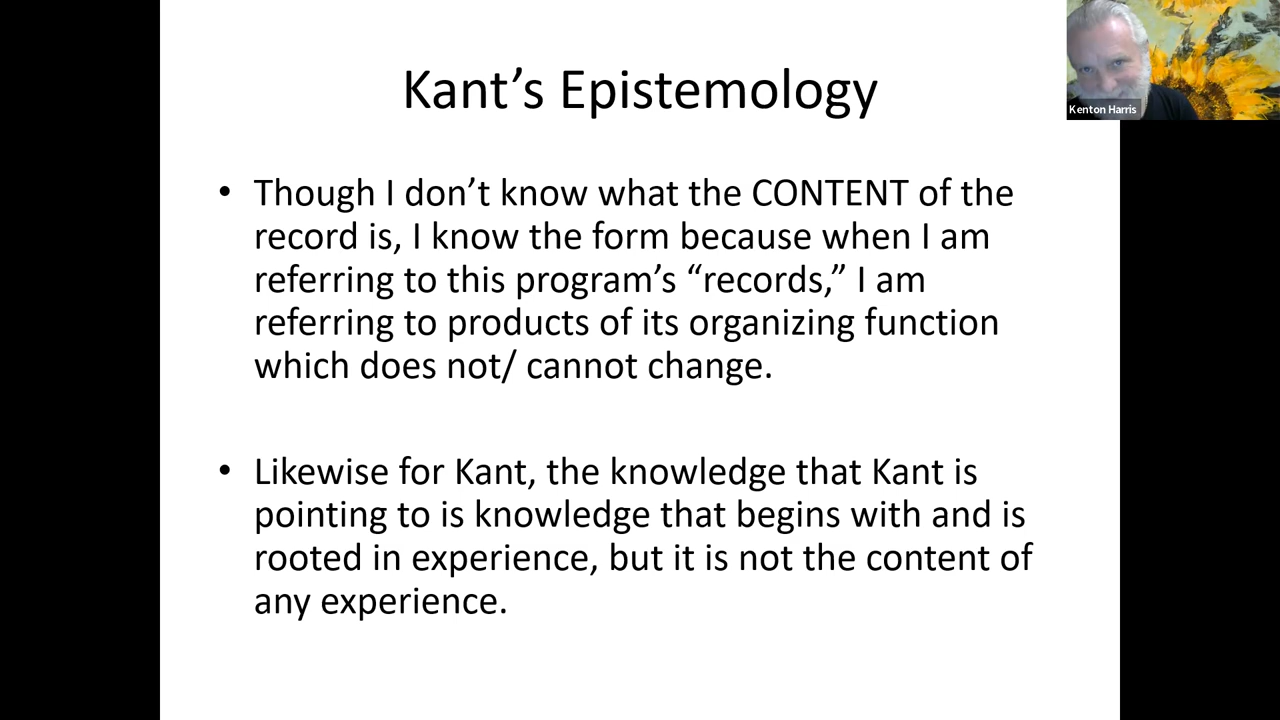 Kant’s Epistemology
Kenton Harris
• Though I don’t know what the CONTENT of the
record is, I know the form because when I am
referring to this program’s “records,” I am
referring to products of its organizing function
which does not/ cannot change.
• Likewise for Kant, the knowledge that Kant is
pointing to is knowledge that begins with and is
rooted in experience, but it is not the content of
any experience.